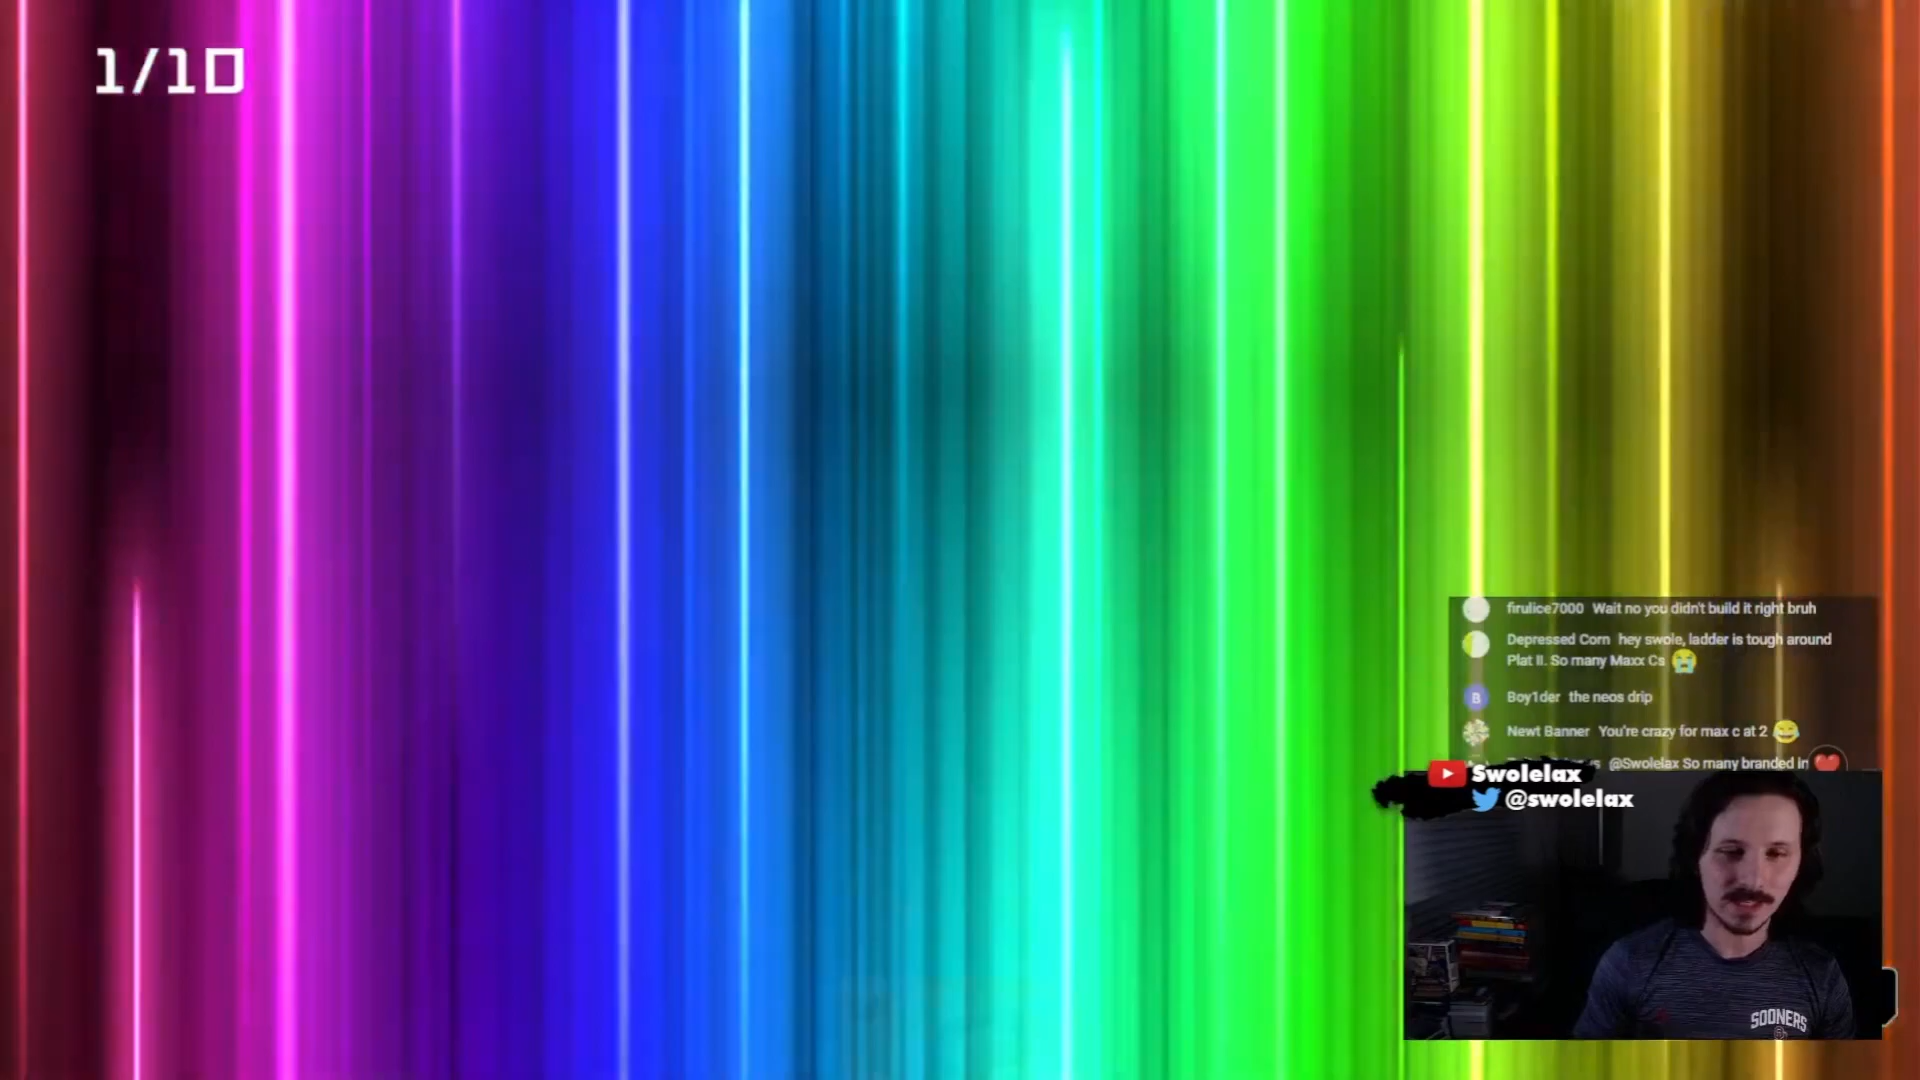 1/10
firulice7000 Wait no you didn't build it right bruh
Depressed Corn hey swole, ladder is tough around
Plat II. So many Maxx Cs
B Boy1der the neos drip
Newt Banner You're crazy for max c at 2
@Swolelax So many branded in
Swolelax
@swolelax
SOONERS